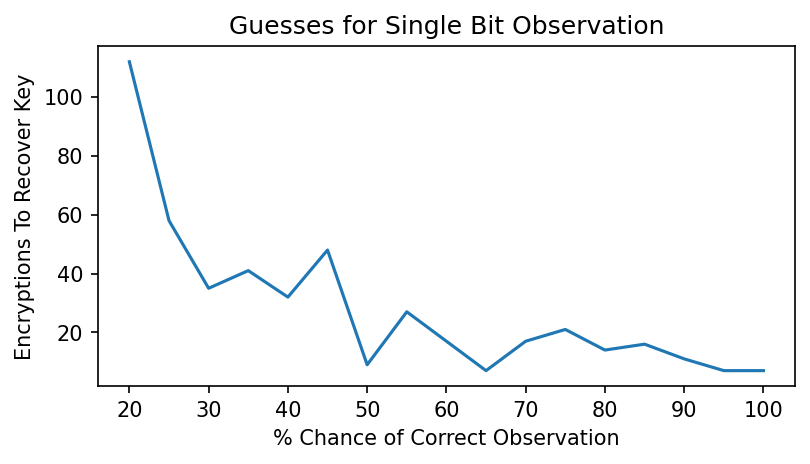 Guesses for Single Bit Observation
Encryptions To Recover Key
100
80
60
40
20
20 30 40 50 60 70 80 90 100
% Chance of Correct Observation